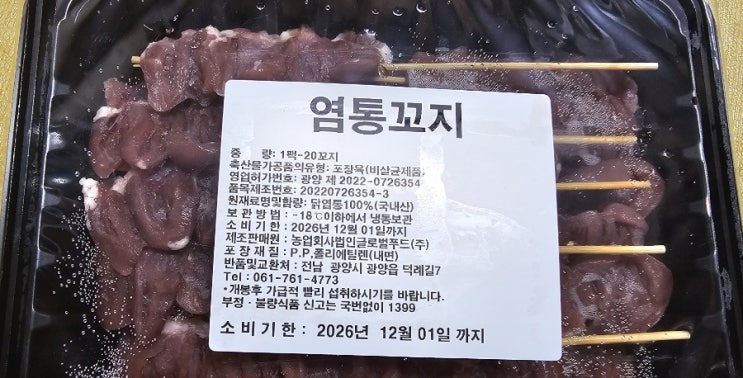 염통꼬지
중 량: 1팩-20꼬지
축산물가공품의유형: 포장육(비살균제품)
영업허가번호: 광양 제 2022-0726354
품목제조번호: 20220726354-3
원재료명및함량: 닭염통100%(국내산)
보 관 방 법 : -18℃이하에서 냉동보관
소 비 기 한 : 2026년 12월 01일까지
제조판매원 : 농업회사법인글로벌푸드(주)
포 장 재 질 : P.P.폴리에틸렌(내면)
반품및교환처 : 전남 광양시 광양읍 덕례길7
Tel : 061-761-4773
*개봉후 가급적 빨리 섭취하시기를 바랍니다.
부정·불량식품 신고는 국번없이 1399
소 비 기 한 : 2026년 12월 01일 까지